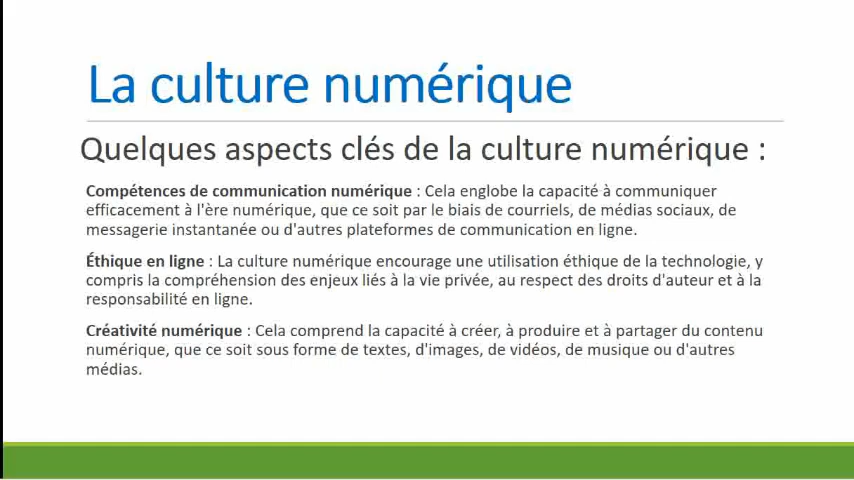 La culture numérique
Quelques aspects clés de la culture numérique :
Compétences de communication numérique : Cela englobe la capacité à communiquer
efficacement à l'ère numérique, que ce soit par le biais de courriels, de médias sociaux, de
messagerie instantanée ou d'autres plateformes de communication en ligne.
Éthique en ligne : La culture numérique encourage une utilisation éthique de la technologie, y
compris la compréhension des enjeux liés à la vie privée, au respect des droits d'auteur et à la
responsabilité en ligne.
Créativité numérique : Cela comprend la capacité à créer, à produire et à partager du contenu
numérique, que ce soit sous forme de textes, d'images, de vidéos, de musique ou d'autres
médias.